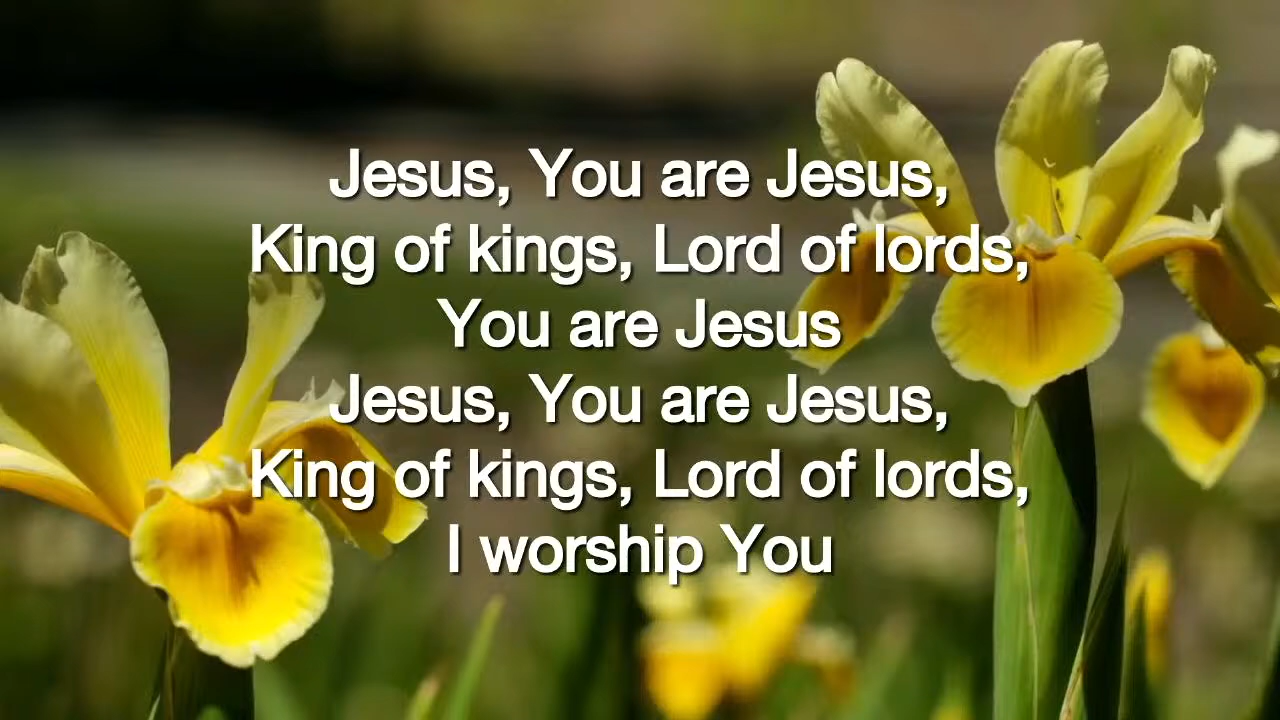 Jesus, You are Jesus,
King of kings, Lord of lords,
You are Jesus
Jesus, You are Jesus,
King of kings, Lord of lords,
I worship You